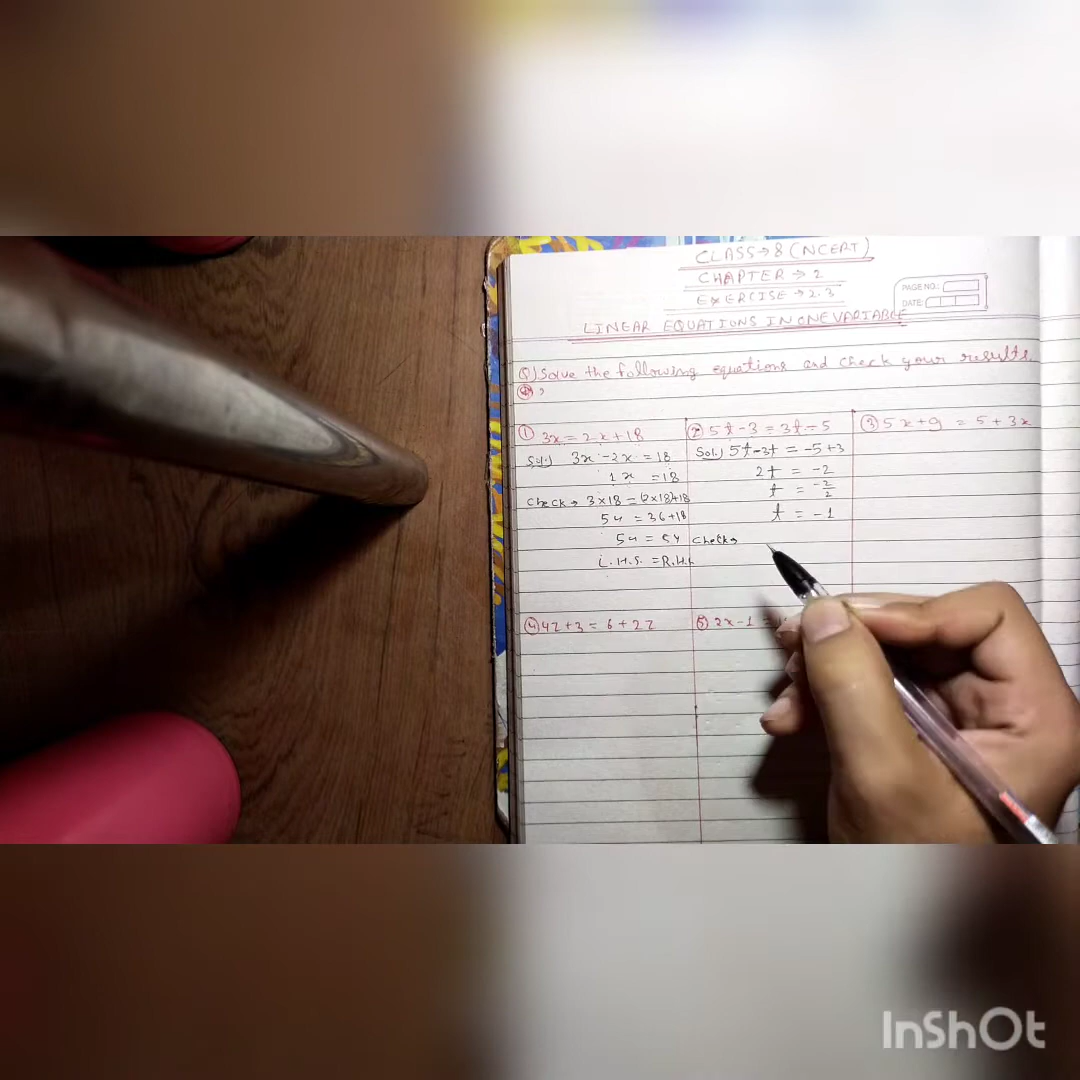 CLASS→8 (NCERT)
CHAPTER → 2
EXERCISE → 2.3
PAGE NO.:
DATE:
LINEAR EQUATIONS IN ONE VARIABLE
Q) Solve the following equations and check your results.
① 3x = 2x + 18
Sol.) 3x - 2x = 18
1x = 18
Check → 3×18 = (2×18)+18
54 = 36+18
54 = 54
L.H.S. = R.H.S
② 5t - 3 = 3t - 5
Sol.) 5t - 3t = -5+3
2t = -2
t = -2/2
t = -1
Check→
③ 5x + 9 = 5 + 3x
④ 4z + 3 = 6 + 2z
⑤ 2x - 1 =
InShOt